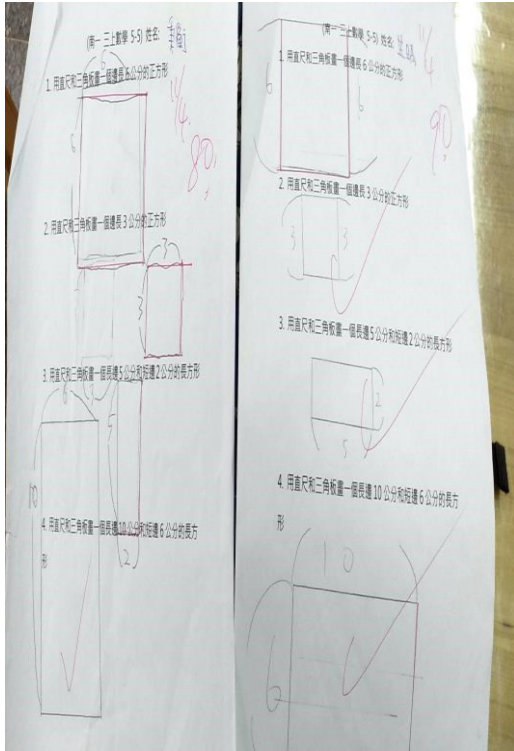 (南一 三上數學 5-5) 姓名:
6
1. 用直尺和三角板畫一個邊長 6 公分的正方形
6
11/4
80
2. 用直尺和三角板畫一個邊長 3 公分的正方形
3
3
3. 用直尺和三角板畫一個長邊 5 公分和短邊 2 公分的長方形
6
5
10
4. 用直尺和三角板畫一個長邊 10 公分和短邊 6 公分的長方
形
2
(南一 三上數學 5-5) 姓名:
11/4
1. 用直尺和三角板畫一個邊長 6 公分的正方形
6
6
90
2. 用直尺和三角板畫一個邊長 3 公分的正方形
3
3
3. 用直尺和三角板畫一個長邊 5 公分和短邊 2 公分的長方形
2
5
4. 用直尺和三角板畫一個長邊 10 公分和短邊 6 公分的長方
形
10
6